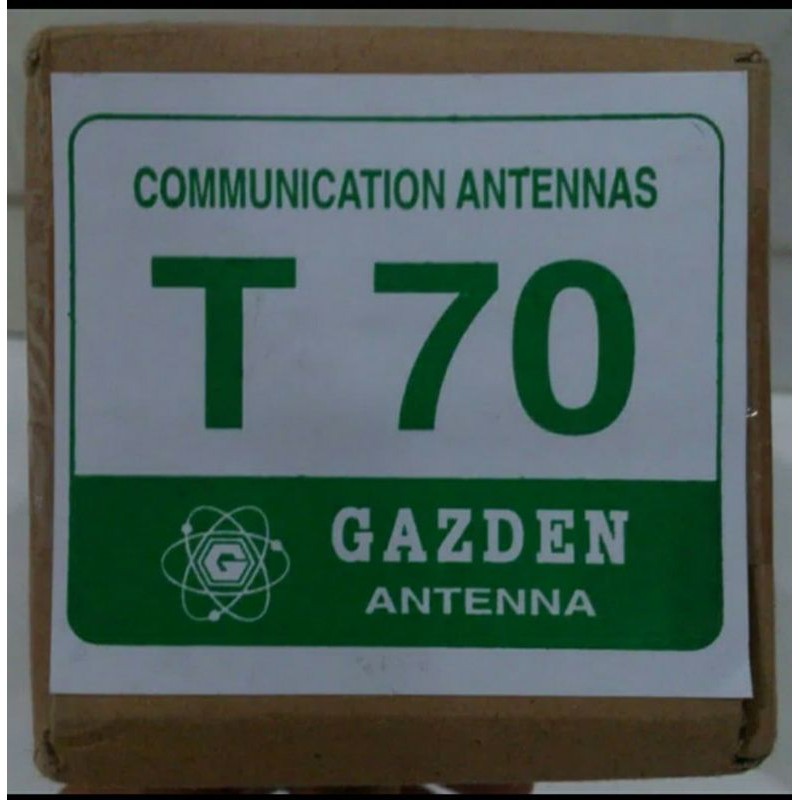 COMMUNICATION ANTENNAS
T 70
G
GAZDEN
ANTENNA